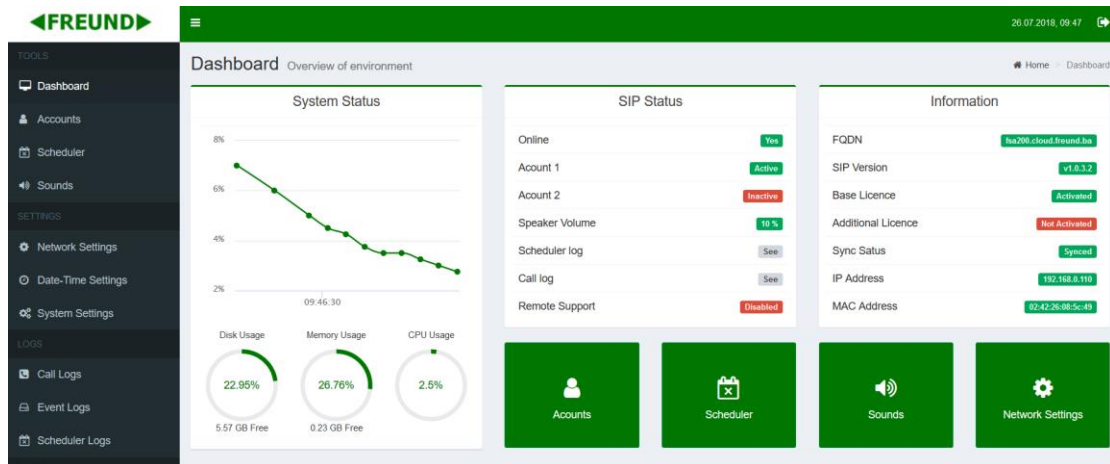 FREUND
26.07.2018, 09:47
TOOLS
Dashboard
Accounts
Scheduler
Sounds
SETTINGS
Network Settings
Date-Time Settings
System Settings
LOGS
Call Logs
Event Logs
Scheduler Logs
Dashboard Overview of environment
Home Dashboard
System Status
8%
6%
4%
2%
09:46:30
Disk Usage Memory Usage CPU Usage
22.95% 26.76% 2.5%
5.57 GB Free 0.23 GB Free
SIP Status
Online Yes
Acount 1 Active
Acount 2 Inactive
Speaker Volume 10 %
Scheduler log See
Call log See
Remote Support Disabled
Information
FQDN fsa200.cloud.freund.ba
SIP Version v1.0.3.2
Base Licence Activated
Additional Licence Not Activated
Sync Satus Synced
IP Address 192.168.0.110
MAC Address 02:42:26:08:5c:49
Acounts
Scheduler
Sounds
Network Settings